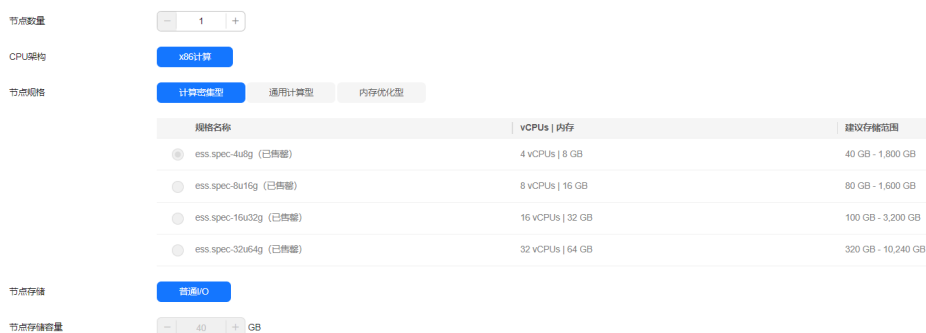 节点数量 － 1 ＋
CPU架构 x86计算
节点规格 计算密集型 通用计算型 内存优化型
规格名称 vCPUs | 内存 建议存储范围
ess.spec-4u8g（已售罄） 4 vCPUs | 8 GB 40 GB - 1,800 GB
ess.spec-8u16g（已售罄） 8 vCPUs | 16 GB 80 GB - 1,600 GB
ess.spec-16u32g（已售罄） 16 vCPUs | 32 GB 100 GB - 3,200 GB
ess.spec-32u64g（已售罄） 32 vCPUs | 64 GB 320 GB - 10,240 GB
节点存储 普通I/O
节点存储容量 － 40 ＋ GB